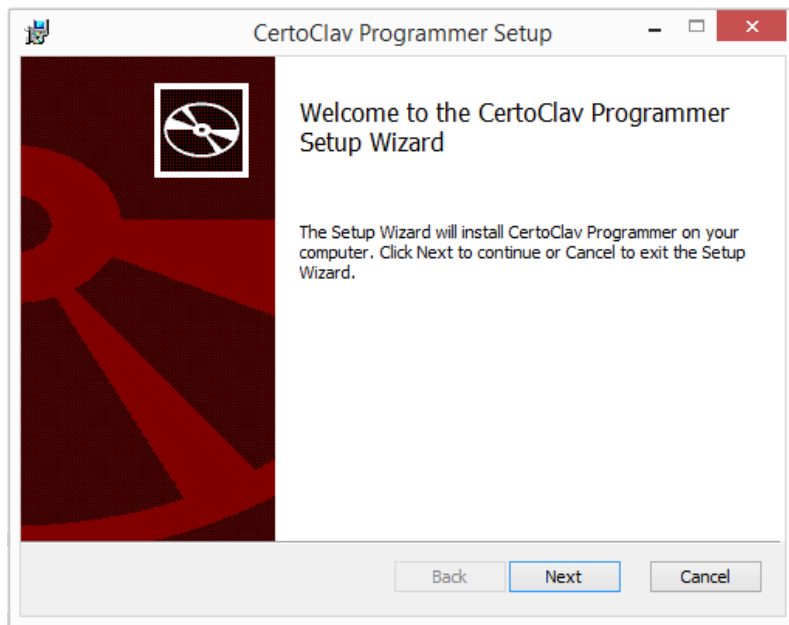 CertoClav Programmer Setup
Welcome to the CertoClav Programmer
Setup Wizard
The Setup Wizard will install CertoClav Programmer on your
computer. Click Next to continue or Cancel to exit the Setup
Wizard.
Back
Next
Cancel